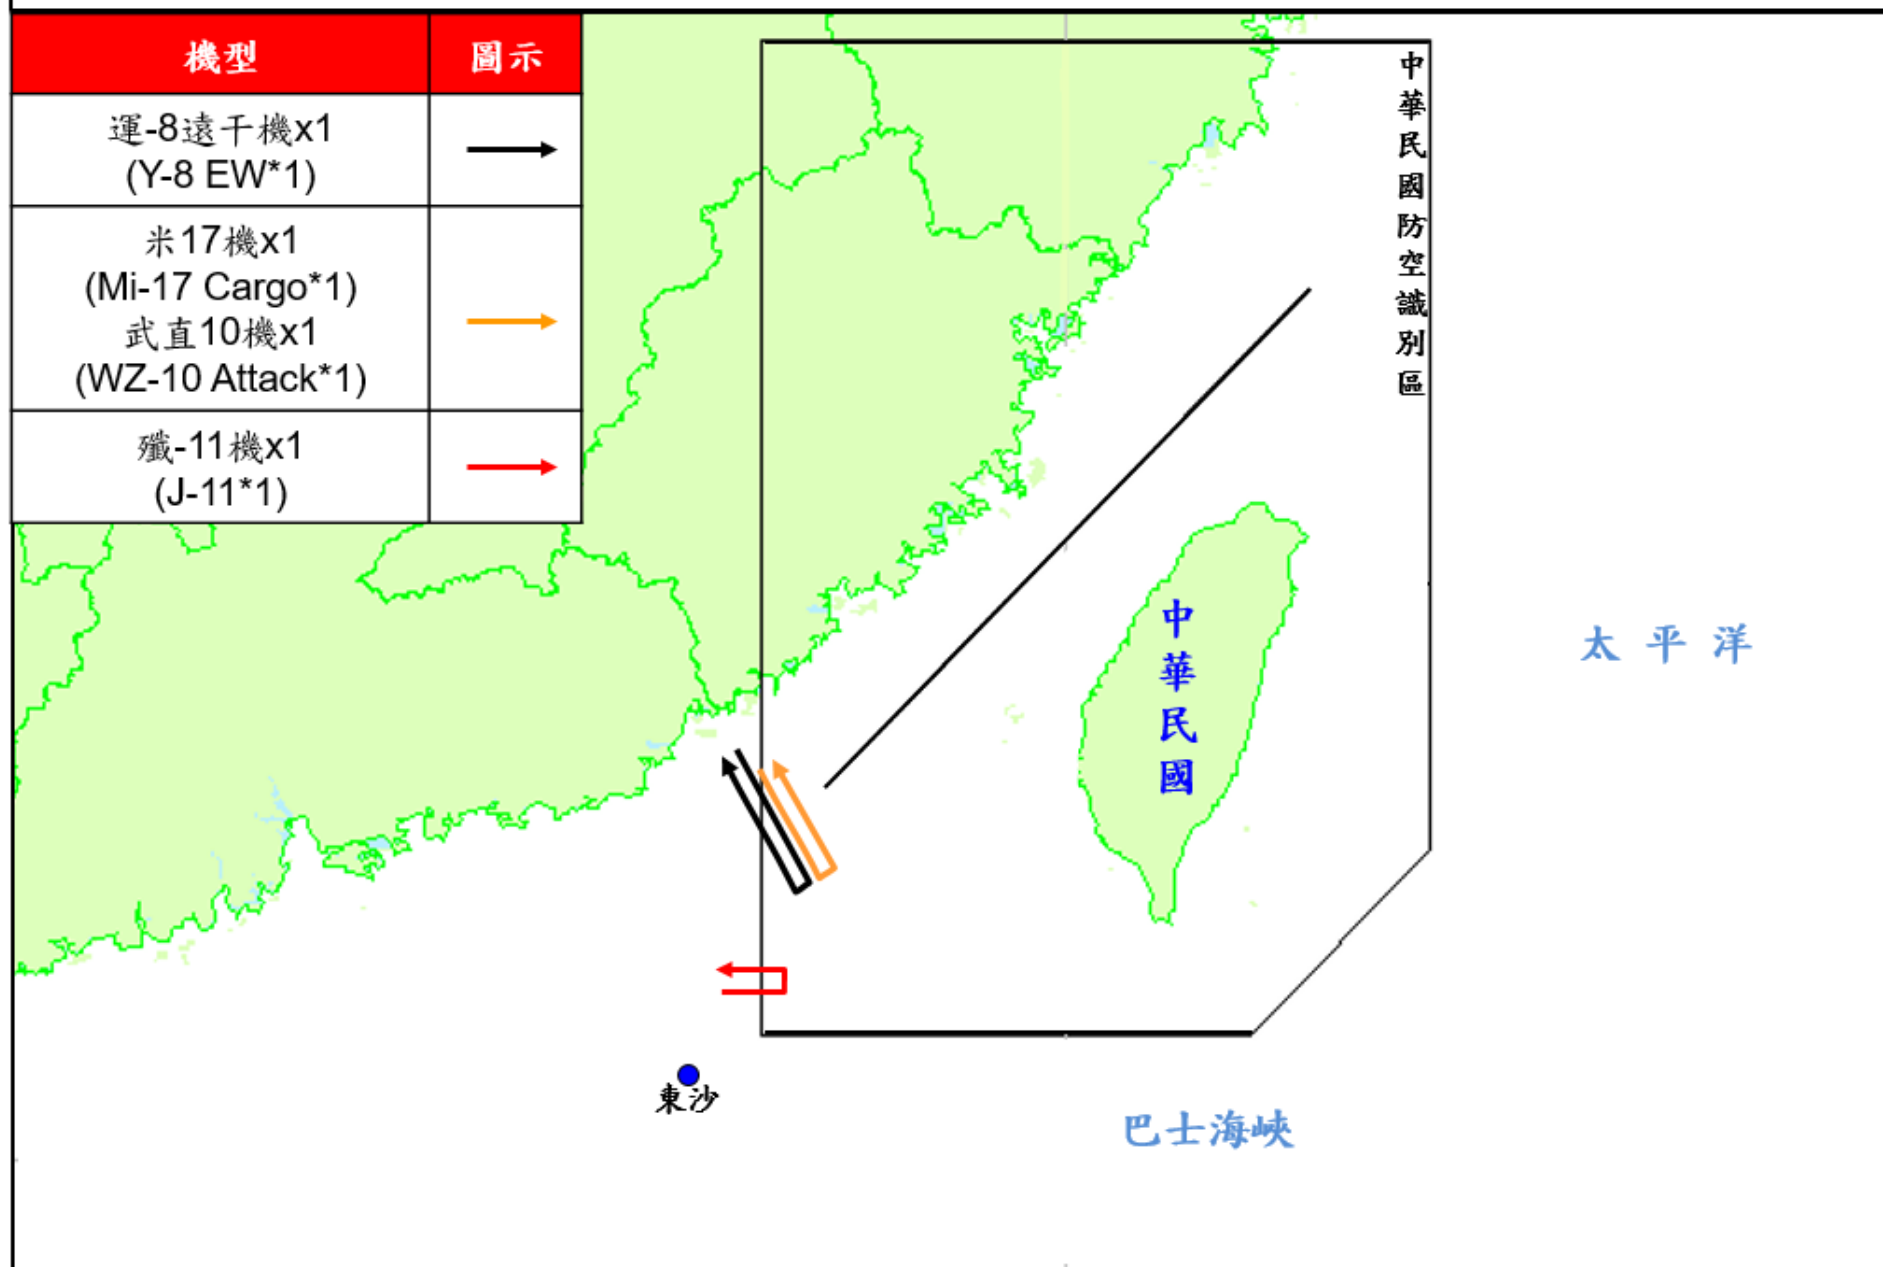 機型 圖示
運-8遠干機x1
(Y-8 EW*1)
米17機x1
(Mi-17 Cargo*1)
武直10機x1
(WZ-10 Attack*1)
殲-11機x1
(J-11*1)
中華民國防空識別區
中華民國
太平洋
東沙
巴士海峽